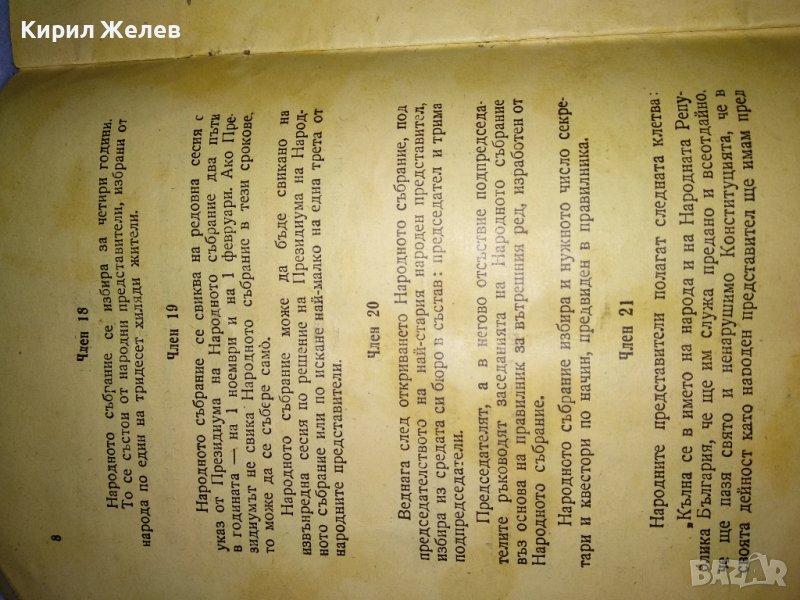 Кирил Желев
8
Член 18
Народното събрание се избира за четири години.
То се състои от народни представители, избрани от
народа по един на тридесет хиляди жители.
Член 19
Народното събрание се свиква на редовна сесия с
указ от Президиума на Народното събрание два пъти
в годината — на 1 ноември и на 1 февруари. Ако Пре-
зидиумът не свика Народното събрание в тези срокове,
то може да се събере само.
Народното събрание може да бъде свикано на
извънредна сесия по решение на Президиума на Народ-
ното събрание или по искане най-малко на една трета от
народните представители.
Член 20
Веднага след откриването Народното събрание, под
председателството на най-стария народен представител,
избира из средата си бюро в състав: председател и трима
подпредседатели.
Председателят, а в негово отсъствие подпредседа-
телите ръководят заседанията на Народното събрание
въз основа на правилник за вътрешния ред, изработен от
Народното събрание.
Народното събрание избира и нужното число секре-
тари и квестори по начин, предвиден в правилника.
Член 21
Народните представители полагат следната клетва:
„Кълна се в името на народа и на Народната Репу-
блика България, че ще им служа предано и всеотдайно.
че ще пазя свято и ненарушимо Конституцията, че в
своята дейност като народен представител ще имам пред
BAZAR